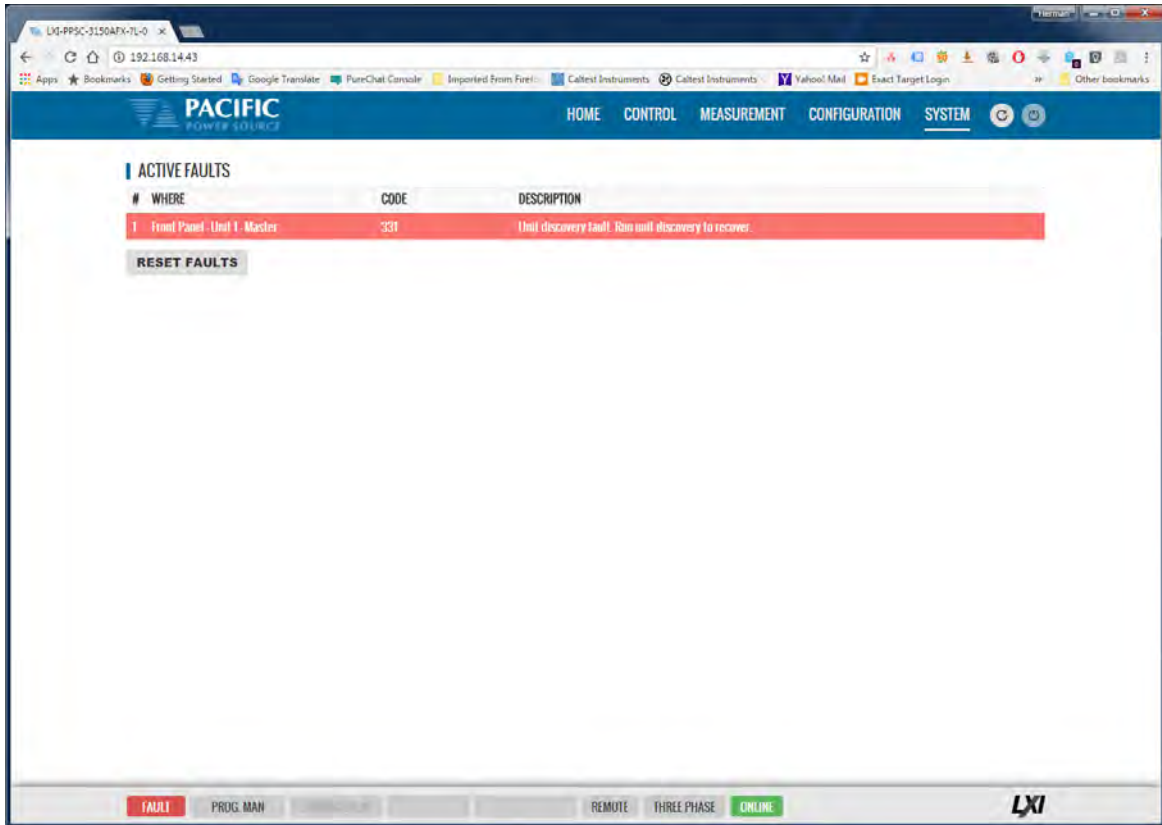 Herman
LXI-PPSC-3150AFX-7L-0
192.168.14.43
Apps Bookmarks Getting Started Google Translate PureChat Console Imported From Firef Caltest Instruments Caltest Instruments Yahoo! Mail Exact Target Login Other bookmarks
PACIFIC
POWER SOURCE
HOME CONTROL MEASUREMENT CONFIGURATION SYSTEM
ACTIVE FAULTS
# WHERE CODE DESCRIPTION
1 Front Panel - Unit 1 - Master 331 Unit discovery fault. Run unit discovery to recover.
RESET FAULTS
FAULT PROG. MAN REMOTE THREE PHASE ONLINE LXI